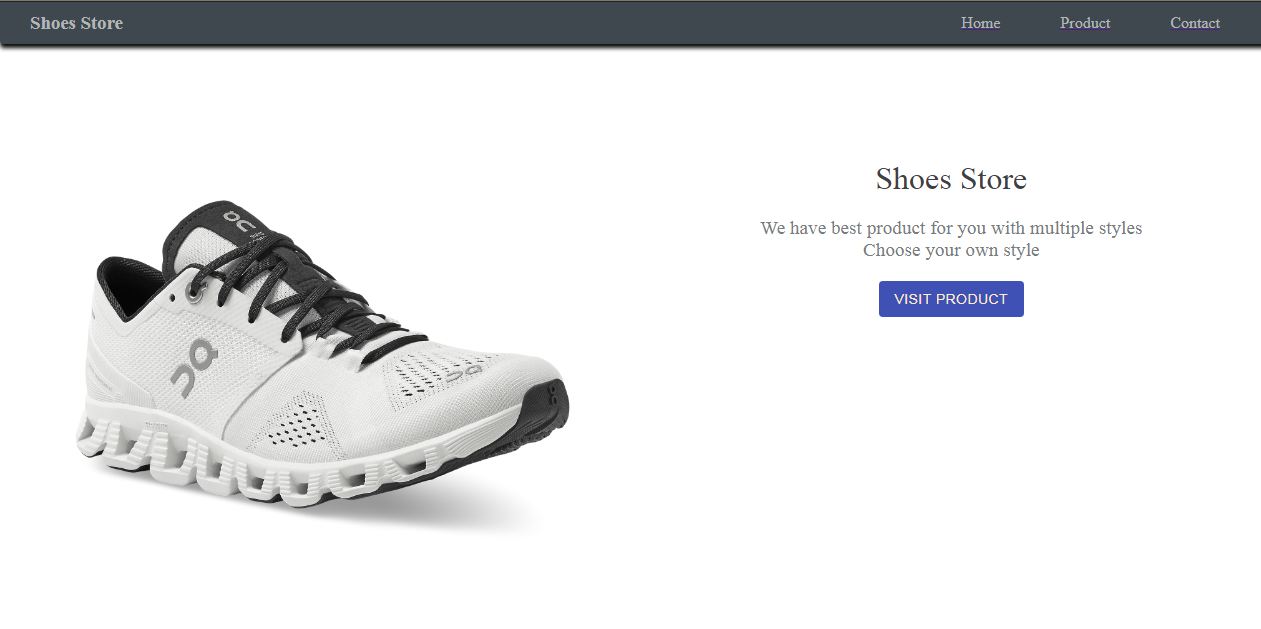 Shoes Store
Home
Product
Contact
Shoes Store
We have best product for you with multiple styles
Choose your own style
VISIT PRODUCT